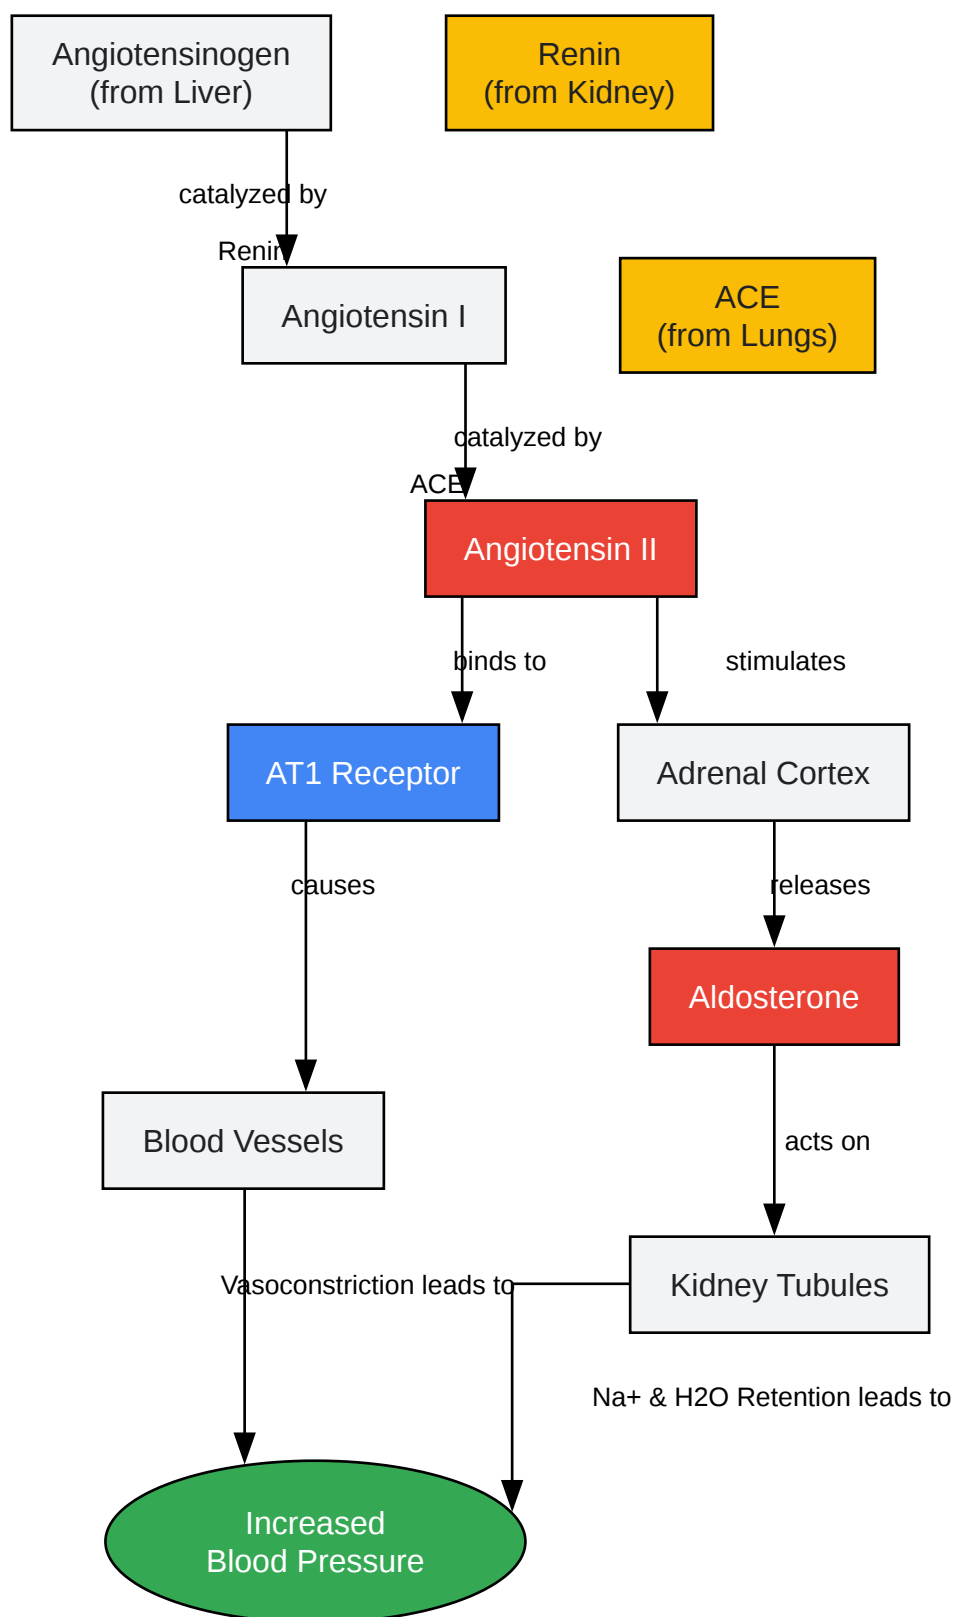 Angiotensinogen
(from Liver)
Renin
(from Kidney)
catalyzed by
Renin
Angiotensin I
ACE
(from Lungs)
catalyzed by
ACE
Angiotensin II
binds to
stimulates
AT1 Receptor
Adrenal Cortex
causes
releases
Aldosterone
Blood Vessels
acts on
Vasoconstriction leads to
Kidney Tubules
Na+ & H2O Retention leads to
Increased
Blood Pressure